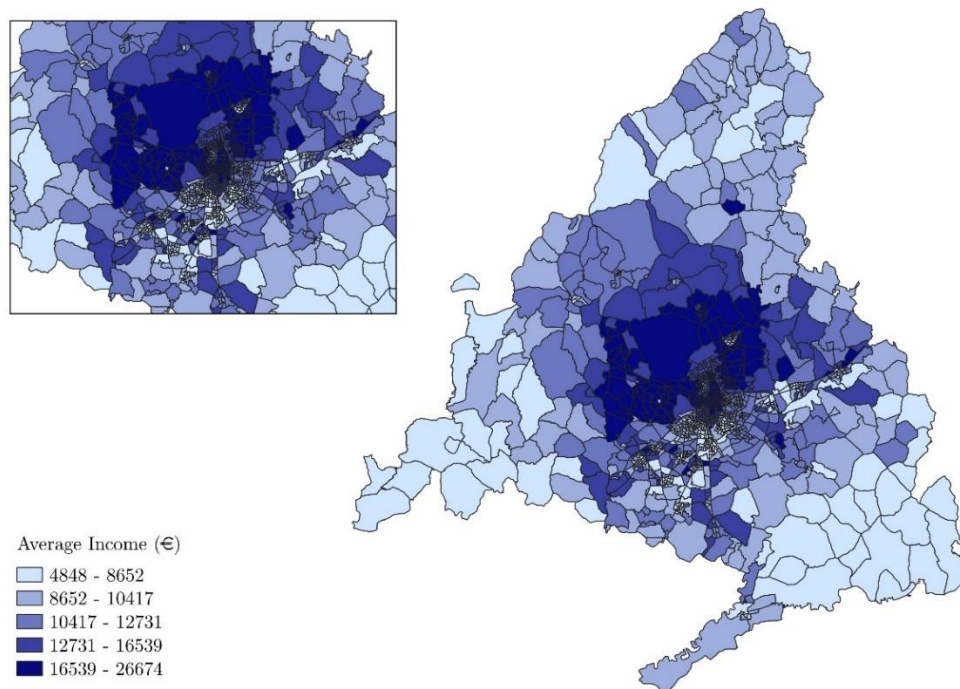 Average Income (€)
4848 - 8652
8652 - 10417
10417 - 12731
12731 - 16539
16539 - 26674